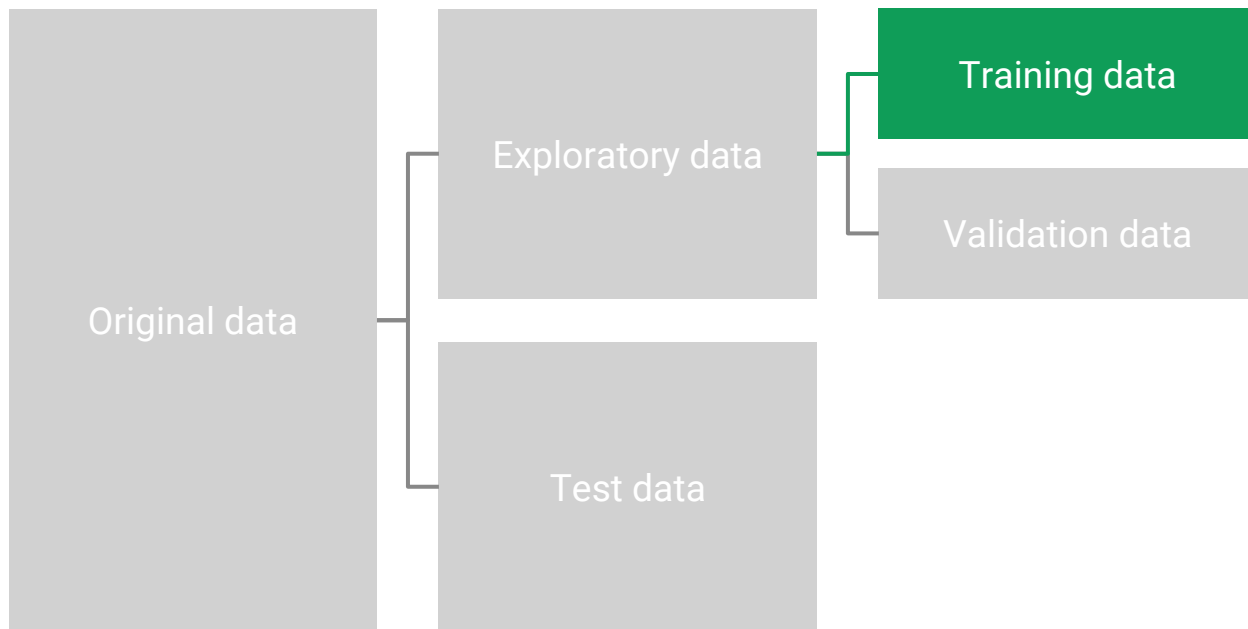 Original data
Exploratory data
Test data
Training data
Validation data